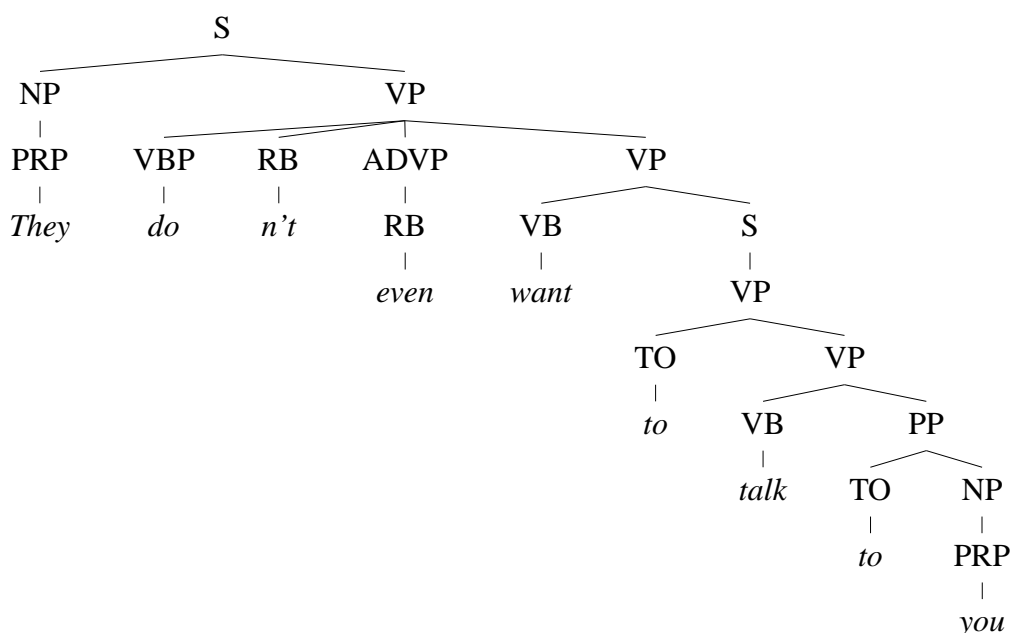 S
NP VP
PRP VBP RB ADVP VP
They do n't RB VB S
even want VP
TO VP
to VB PP
talk TO NP
to PRP
you